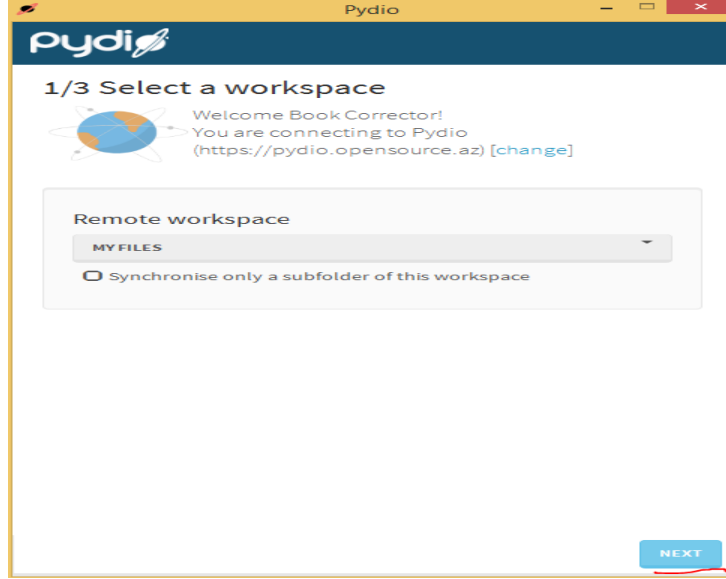 Pydio
pydio
1/3 Select a workspace
Welcome Book Corrector!
You are connecting to Pydio
(https://pydio.opensource.az) [change]
Remote workspace
MY FILES
Synchronise only a subfolder of this workspace
NEXT